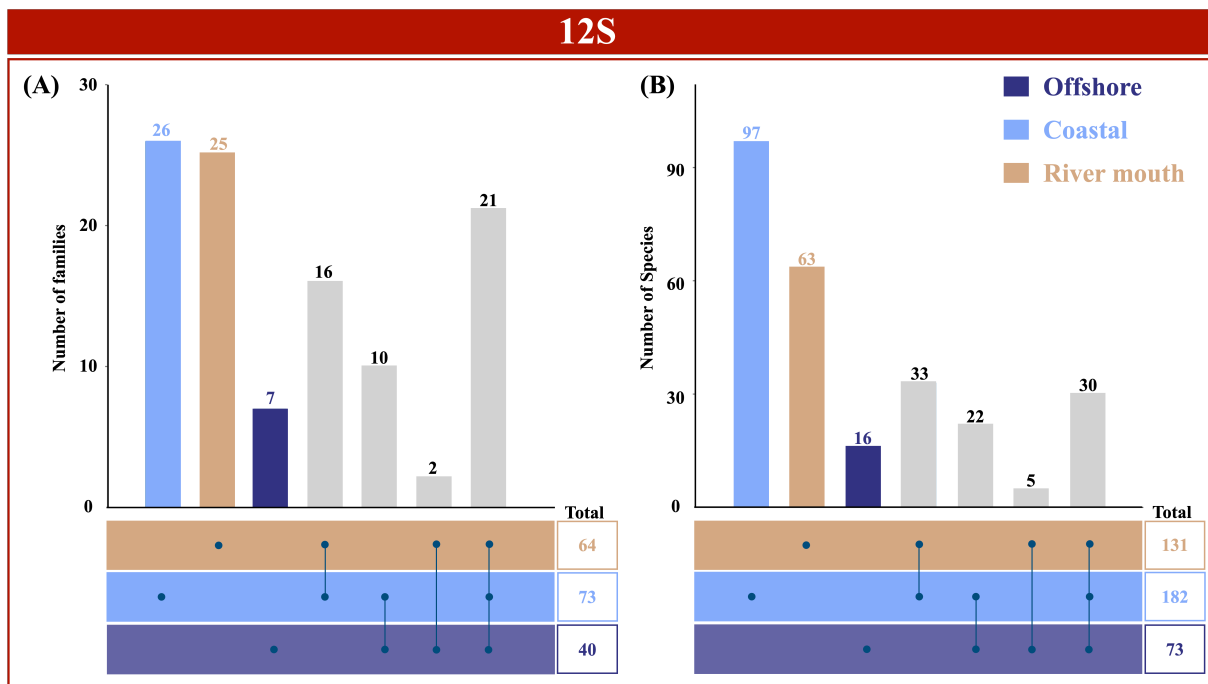 12S
(A)
30
20
10
0
Number of families
26
25
7
16
10
2
21
Total
64
73
40
(B)
90
60
30
0
Number of Species
97
63
16
33
22
5
30
Offshore
Coastal
River mouth
Total
131
182
73